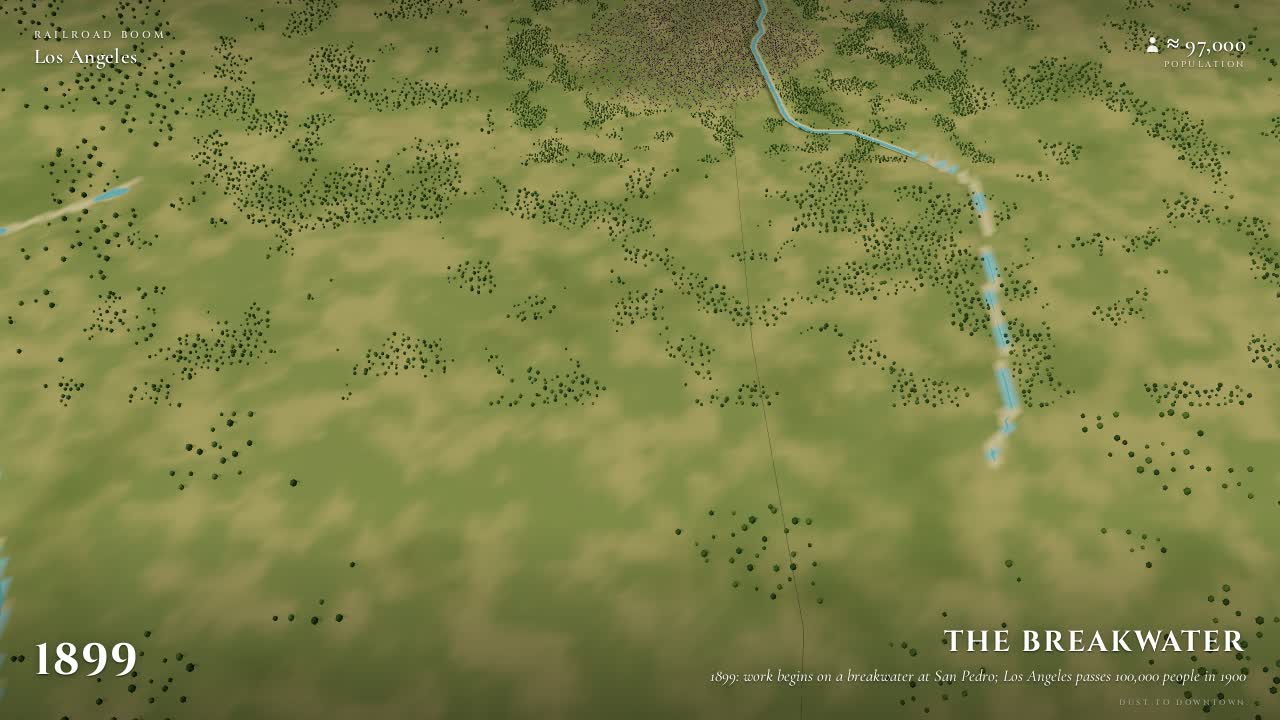 RAILROAD BOOM
Los Angeles
≈ 97,000
POPULATION
1899
THE BREAKWATER
1899: work begins on a breakwater at San Pedro; Los Angeles passes 100,000 people in 1900
DUST TO DOWNTOWN